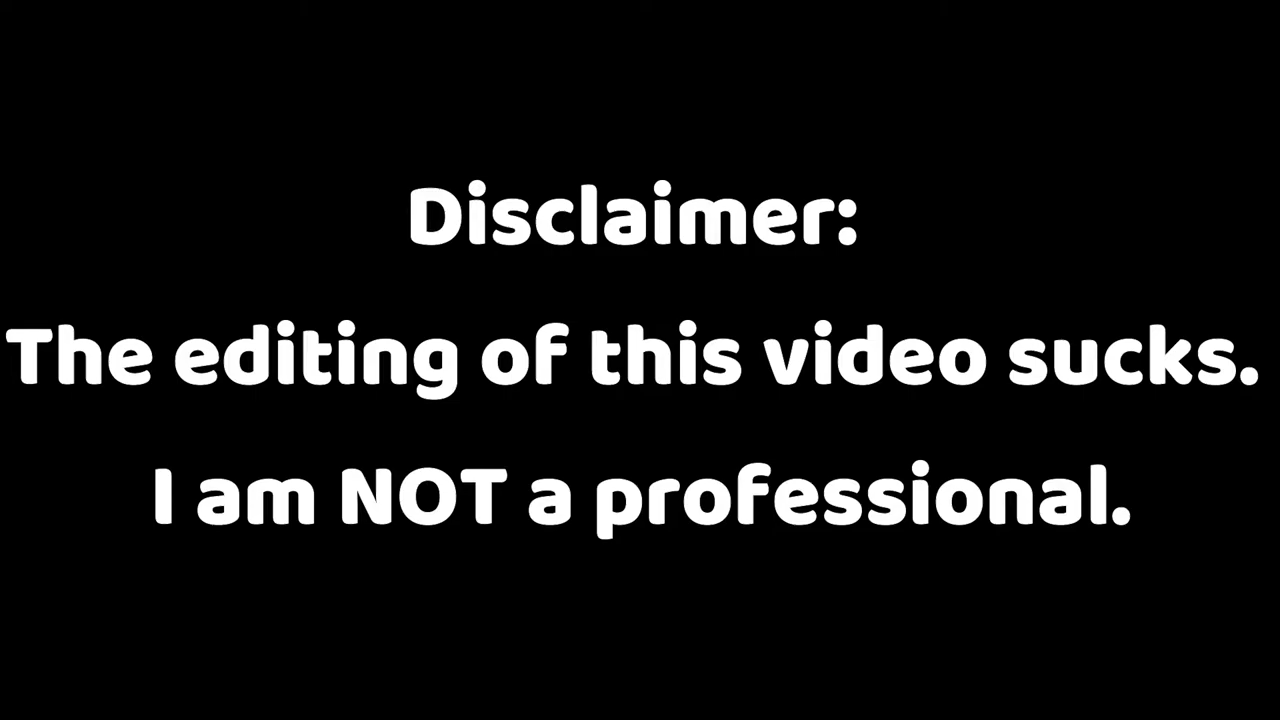 Disclaimer:
The editing of this video sucks.
I am NOT a professional.